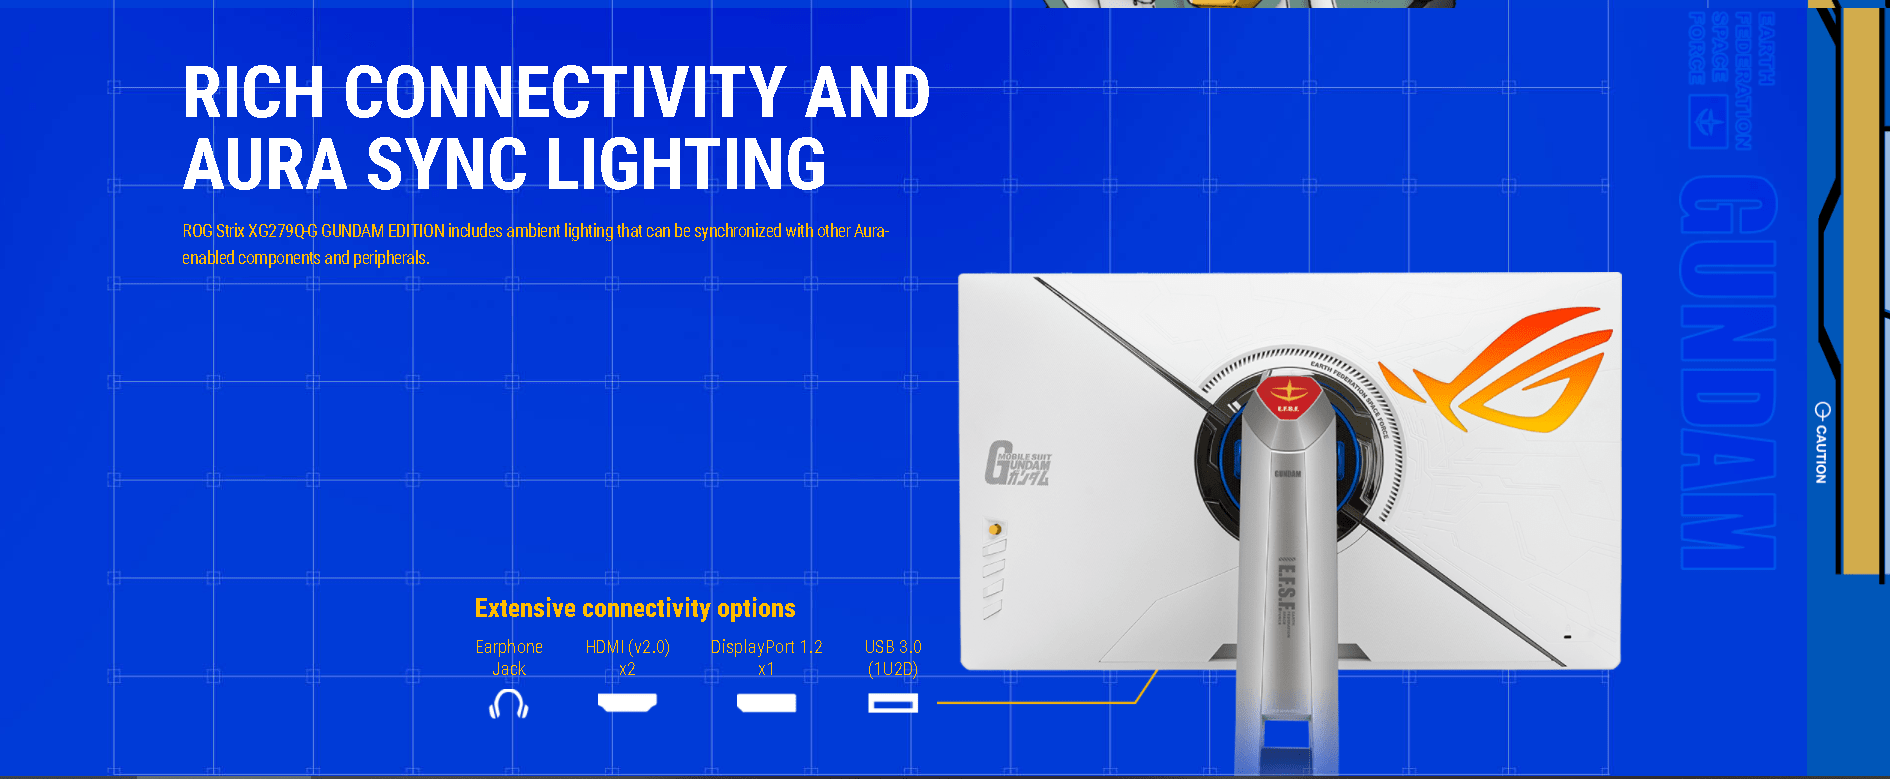 RICH CONNECTIVITY AND
AURA SYNC LIGHTING
ROG Strix XG279Q-G GUNDAM EDITION includes ambient lighting that can be synchronized with other Aura-
enabled components and peripherals.
Extensive connectivity options
Earphone
Jack
HDMI (v2.0)
x2
DisplayPort 1.2
x1
USB 3.0
(1U2D)
MOBILE SUIT
GUNDAM
ガンダム
EARTH FEDERATION SPACE FORCE
E.F.S.F.
GUNDAM
E.F.S.F.
EARTH
FEDERATION
SPACE
FORCE
GUNDAM
CAUTION